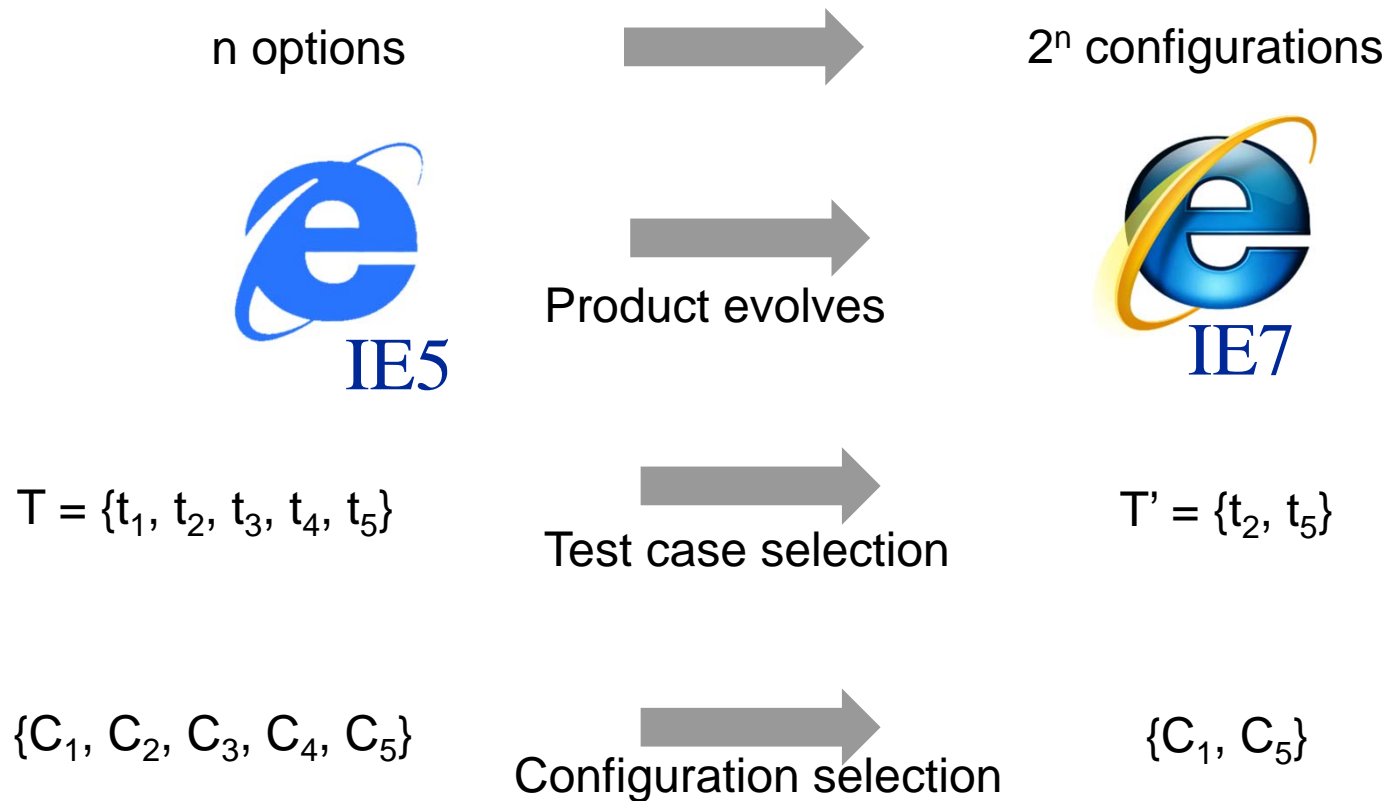 n options 2ⁿ configurations
Product evolves
IE5 IE7
T = {t₁, t₂, t₃, t₄, t₅} T’ = {t₂, t₅}
Test case selection
{C₁, C₂, C₃, C₄, C₅} {C₁, C₅}
Configuration selection